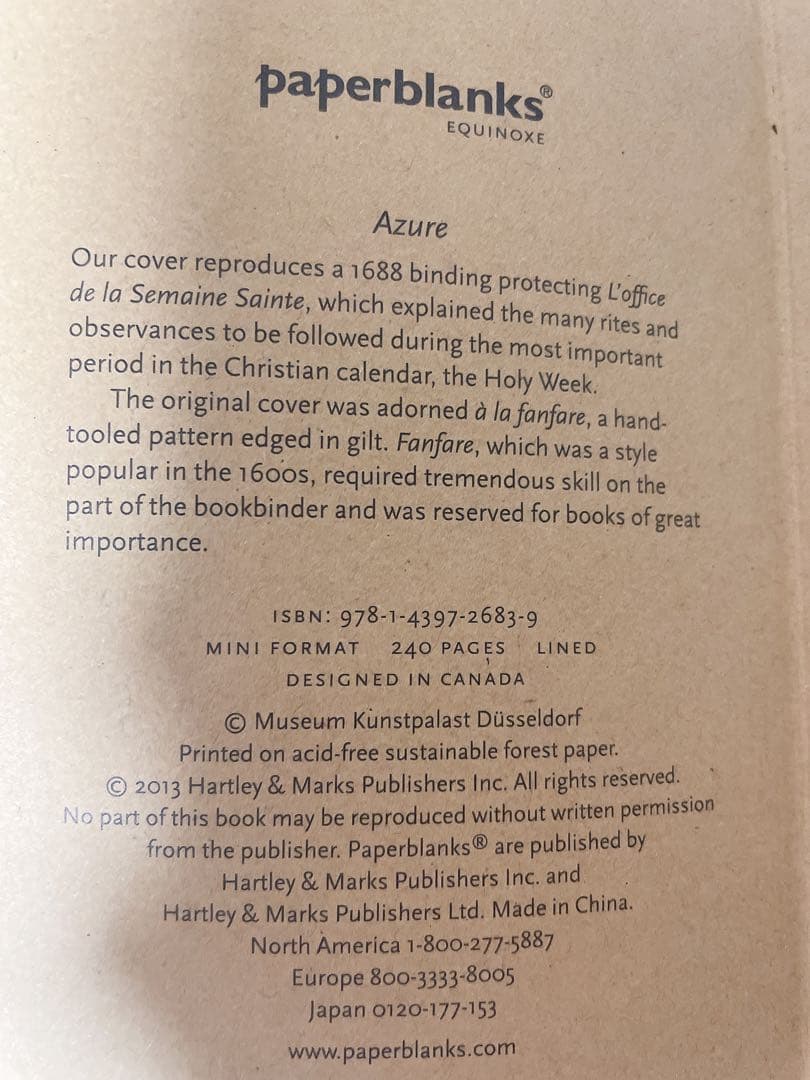 paperblanks®
EQUINOXE
Azure
Our cover reproduces a 1688 binding protecting L'office
de la Semaine Sainte, which explained the many rites and
observances to be followed during the most important
period in the Christian calendar, the Holy Week.
The original cover was adorned à la fanfare, a hand-
tooled pattern edged in gilt. Fanfare, which was a style
popular in the 1600s, required tremendous skill on the
part of the bookbinder and was reserved for books of great
importance.
ISBN: 978-1-4397-2683-9
MINI FORMAT 240 PAGES LINED
DESIGNED IN CANADA
© Museum Kunstpalast Düsseldorf
Printed on acid-free sustainable forest paper.
© 2013 Hartley & Marks Publishers Inc. All rights reserved.
No part of this book may be reproduced without written permission
from the publisher. Paperblanks® are published by
Hartley & Marks Publishers Inc. and
Hartley & Marks Publishers Ltd. Made in China.
North America 1-800-277-5887
Europe 800-3333-8005
Japan 0120-177-153
www.paperblanks.com